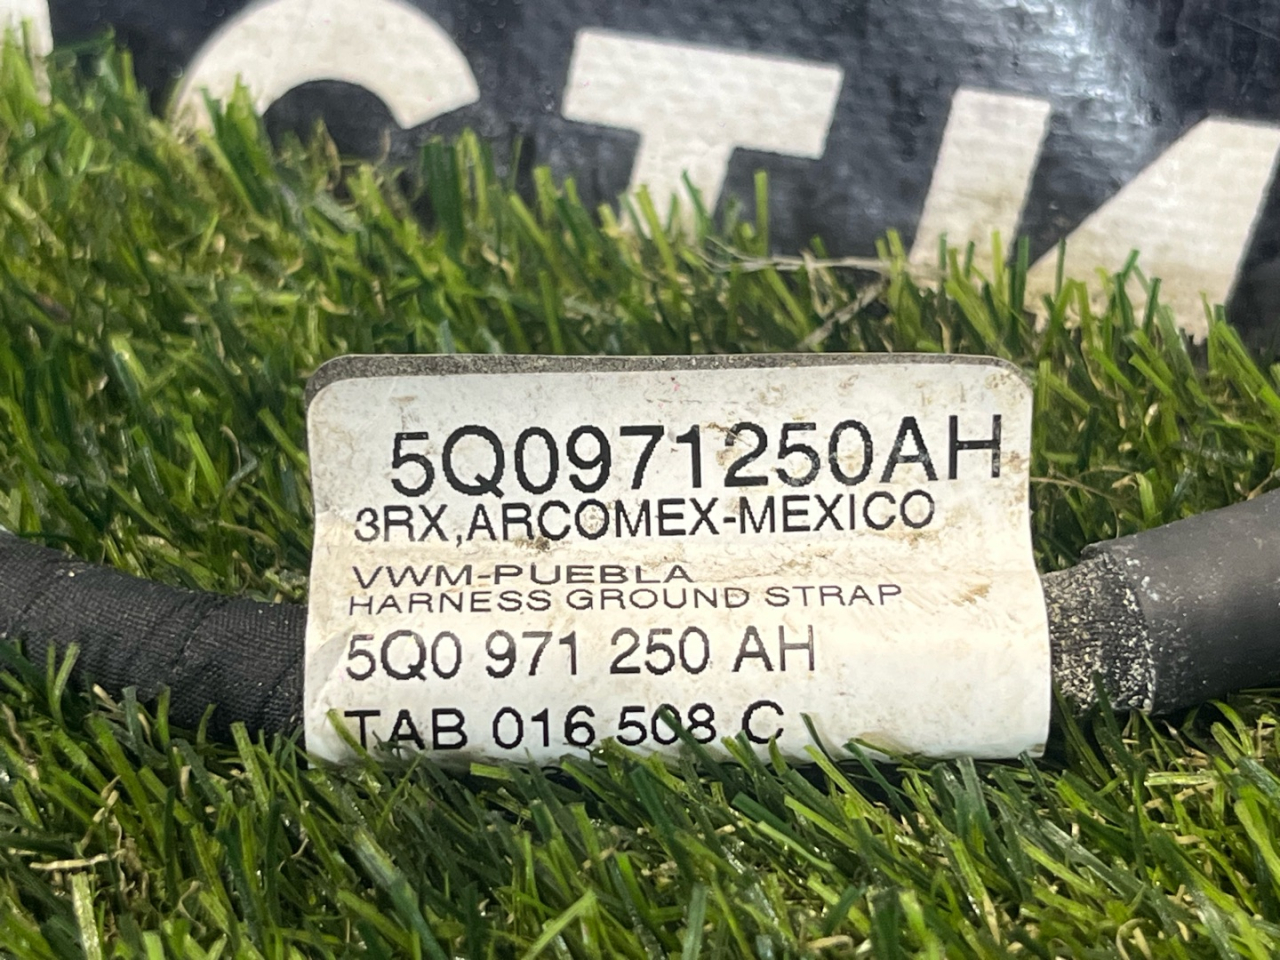 5Q0971250AH
3RX,ARCOMEX-MEXICO
VWM-PUEBLA
HARNESS GROUND STRAP
5Q0 971 250 AH
TAB 016 508 C